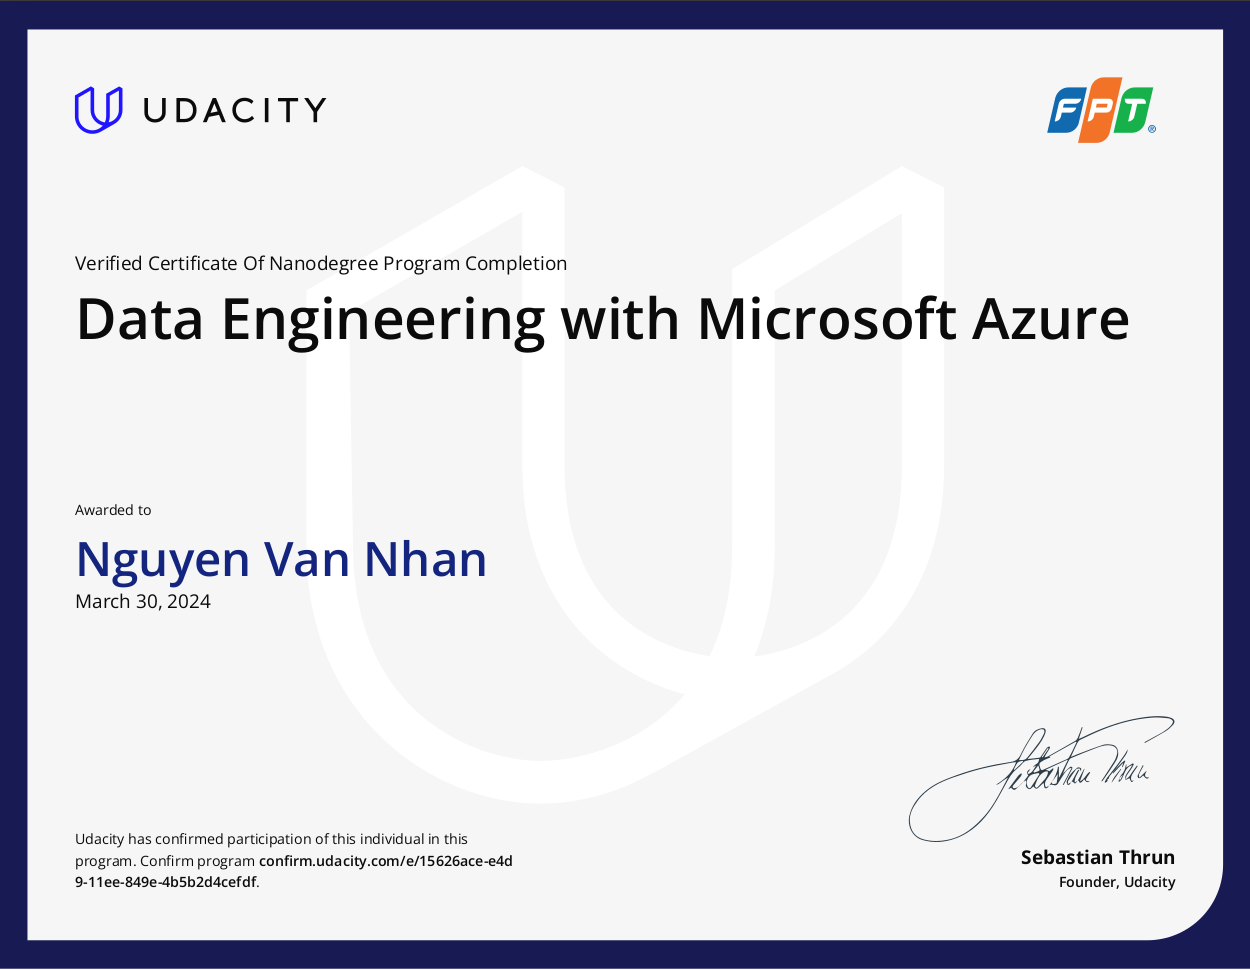 UDACITY
FPT®
Verified Certificate Of Nanodegree Program Completion
Data Engineering with Microsoft Azure
Awarded to
Nguyen Van Nhan
March 30, 2024
Sebastian Thrun
Udacity has confirmed participation of this individual in this
program. Confirm program confirm.udacity.com/e/15626ace-e4d
9-11ee-849e-4b5b2d4cefdf.
Sebastian Thrun
Founder, Udacity